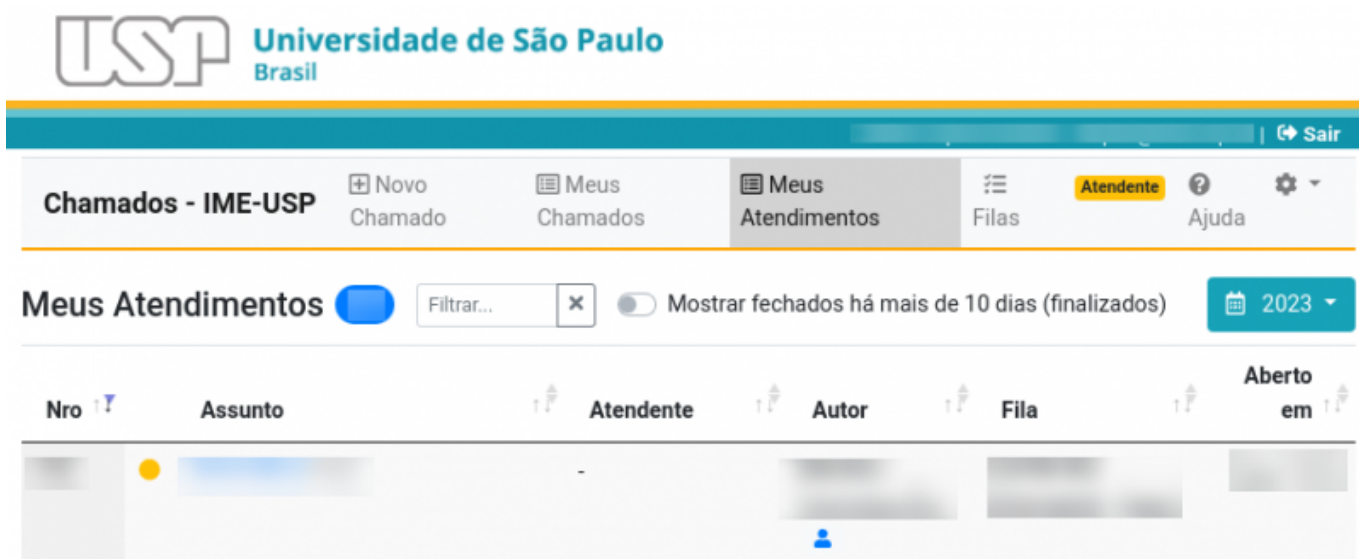 USP Universidade de São Paulo
Brasil
| Sair
Chamados - IME-USP
Novo Chamado
Meus Chamados
Meus Atendimentos
Filas
Atendente
Ajuda
Meus Atendimentos Filtrar... Mostrar fechados há mais de 10 dias (finalizados) 2023
Nro Assunto Atendente Autor Fila Aberto em
-